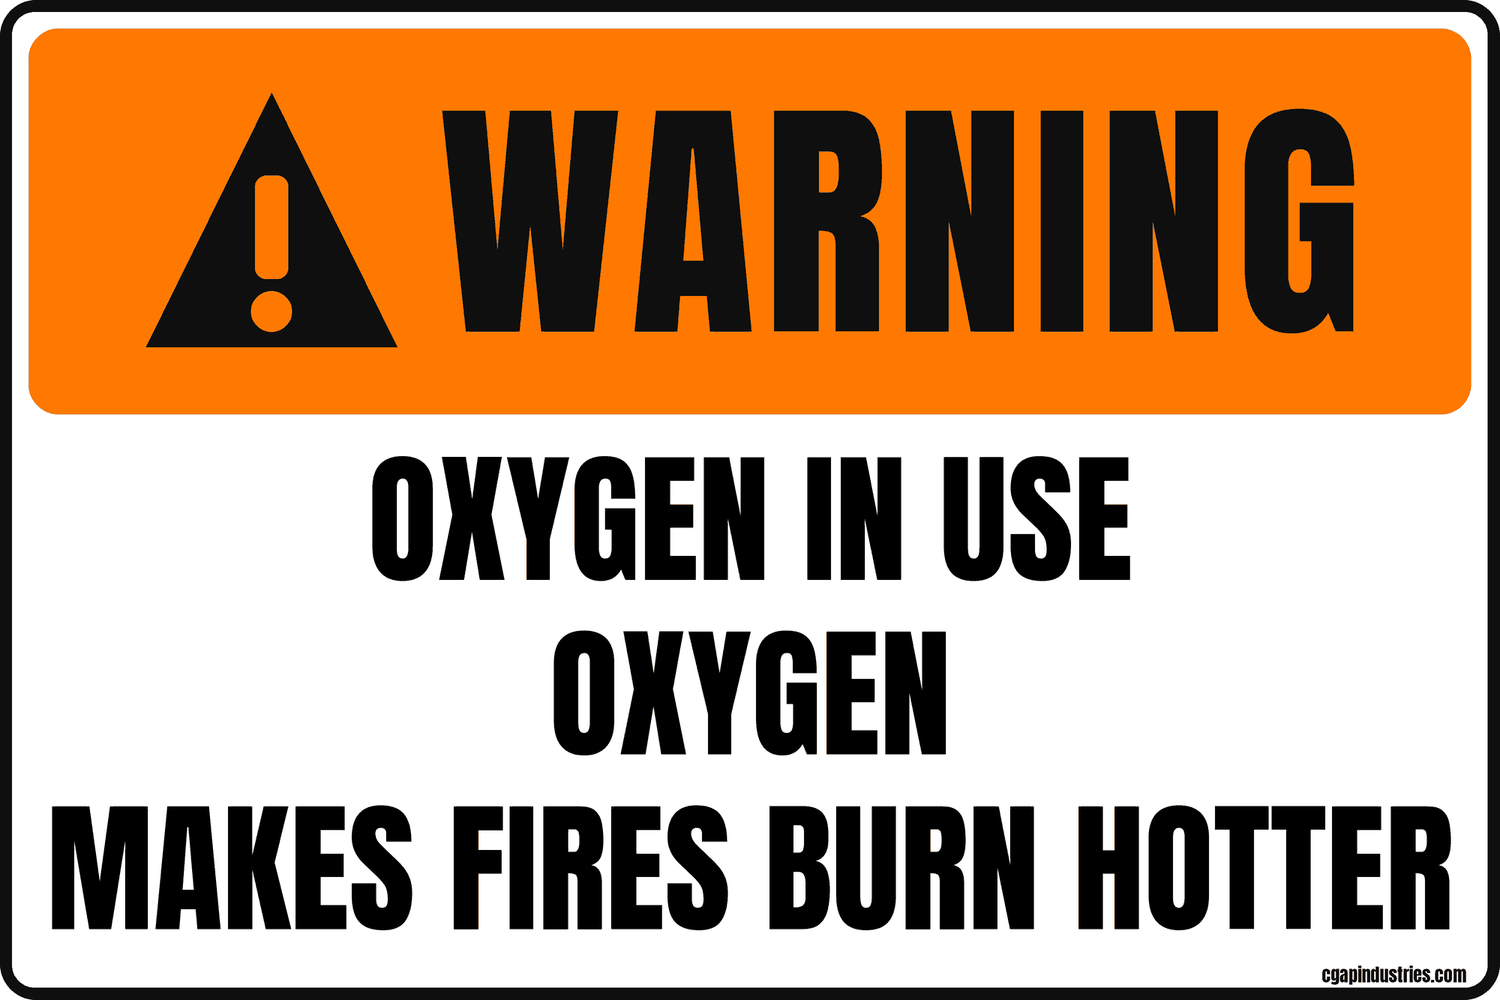 WARNING
OXYGEN IN USE
OXYGEN
MAKES FIRES BURN HOTTER
cgapindustries.com